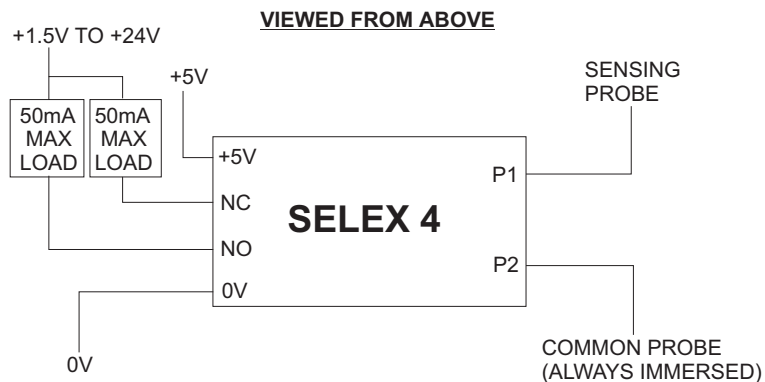 VIEWED FROM ABOVE
+1.5V TO +24V
+5V
SENSING
PROBE
50mA
MAX
LOAD
50mA
MAX
LOAD
+5V
NC
NO
0V
SELEX 4
P1
P2
0V
COMMON PROBE
(ALWAYS IMMERSED)